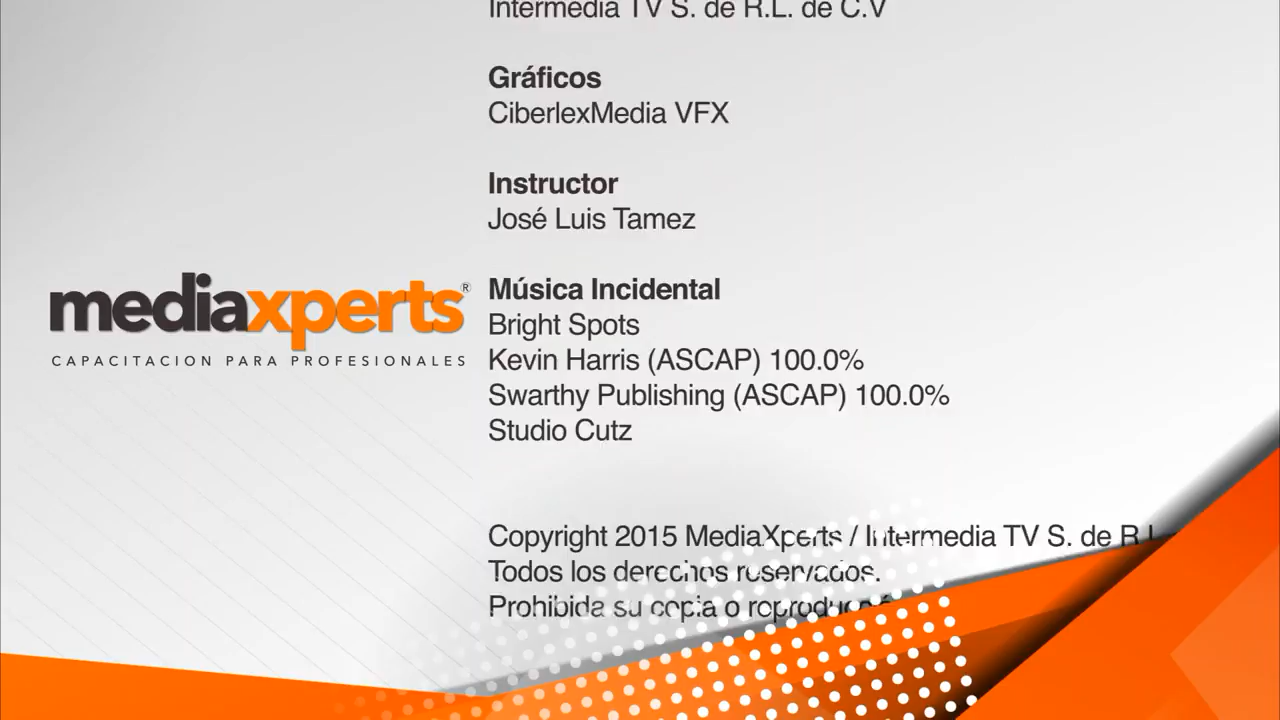 Intermedia TV S. de R.L. de C.V
Gráficos
CiberlexMedia VFX
Instructor
José Luis Tamez
mediaxperts®
CAPACITACION PARA PROFESIONALES
Música Incidental
Bright Spots
Kevin Harris (ASCAP) 100.0%
Swarthy Publishing (ASCAP) 100.0%
Studio Cutz
Copyright 2015 MediaXperts / Intermedia TV S. de R.L.
Todos los derechos reservados.
Prohibida su copia o